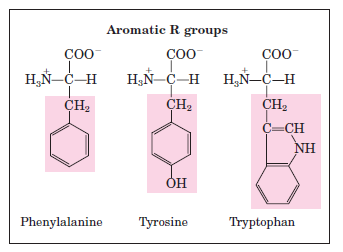 Aromatic R groups
COO⁻ COO⁻ COO⁻
H₃N⁺—C—H H₃N⁺—C—H H₃N⁺—C—H
CH₂ CH₂ CH₂
C=CH
NH
OH
Phenylalanine Tyrosine Tryptophan